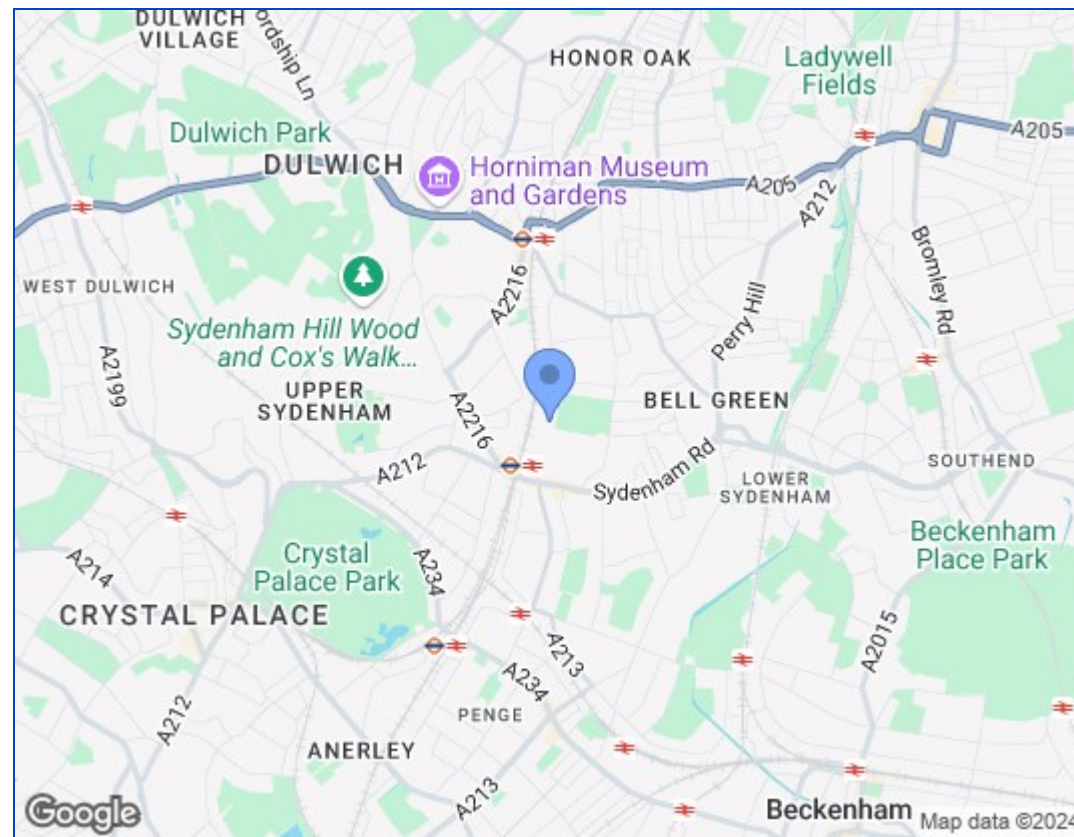 DULWICH
VILLAGE
ordship Ln
HONOR OAK
Ladywell
Fields
A205
Dulwich Park
DULWICH
Horniman Museum
and Gardens
A205
A212
A2216
Bromley Rd
WEST DULWICH
Perry Hill
Sydenham Hill Wood
and Cox's Walk...
A2199
UPPER
SYDENHAM
A2216
BELL GREEN
A212
Sydenham Rd
SOUTHEND
LOWER
SYDENHAM
Beckenham
Place Park
A214
Crystal
Palace Park
A234
CRYSTAL PALACE
A213
A2015
A234
A212
PENGE
ANERLEY
A213
Beckenham
Google
Map data ©2024